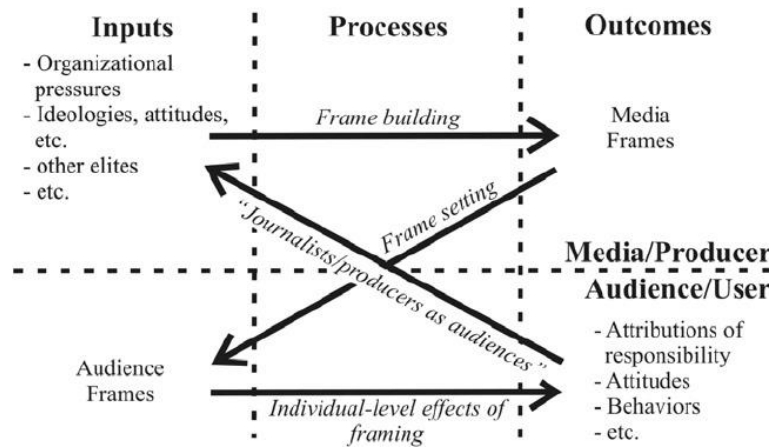 Inputs
Processes
Outcomes
- Organizational
pressures
- Ideologies, attitudes,
etc.
- other elites
- etc.
Frame building
Media
Frames
Frame setting
"Journalists/producers as audiences"
Media/Producer
Audience/User
Audience
Frames
- Attributions of
responsibility
- Attitudes
- Behaviors
- etc.
Individual-level effects of
framing